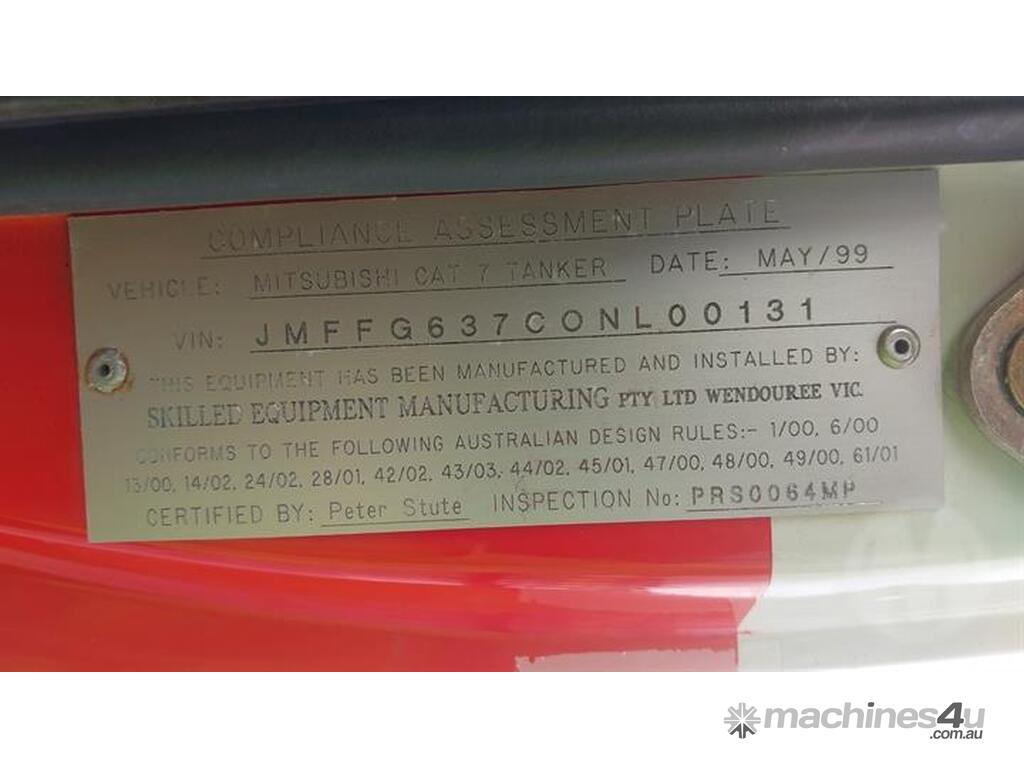 COMPLIANCE ASSESSMENT PLATE
VEHICLE: MITSUBISHI CAT 7 TANKER DATE: MAY/99
VIN: JMFFG637CONL00131
THIS EQUIPMENT HAS BEEN MANUFACTURED AND INSTALLED BY:
SKILLED EQUIPMENT MANUFACTURING PTY LTD WENDOUREE VIC.
CONFORMS TO THE FOLLOWING AUSTRALIAN DESIGN RULES:- 1/00, 6/00
13/00, 14/02, 24/02, 28/01, 42/02, 43/03, 44/02, 45/01, 47/00, 48/00, 49/00, 61/01
CERTIFIED BY: Peter Stute INSPECTION No: PRS0064MP
machines4u
.com.au